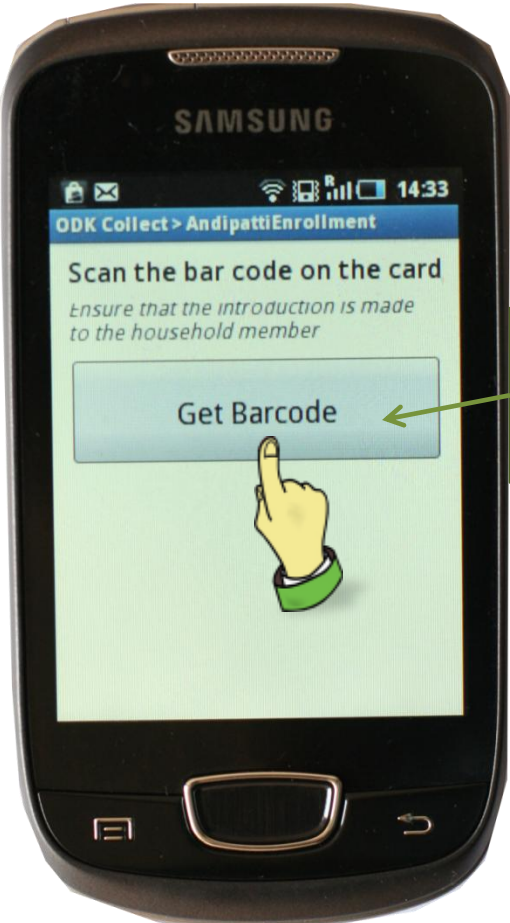 SAMSUNG
R 14:33
ODK Collect > AndipattiEnrollment
Scan the bar code on the card
Ensure that the introduction is made
to the household member
Get Barcode